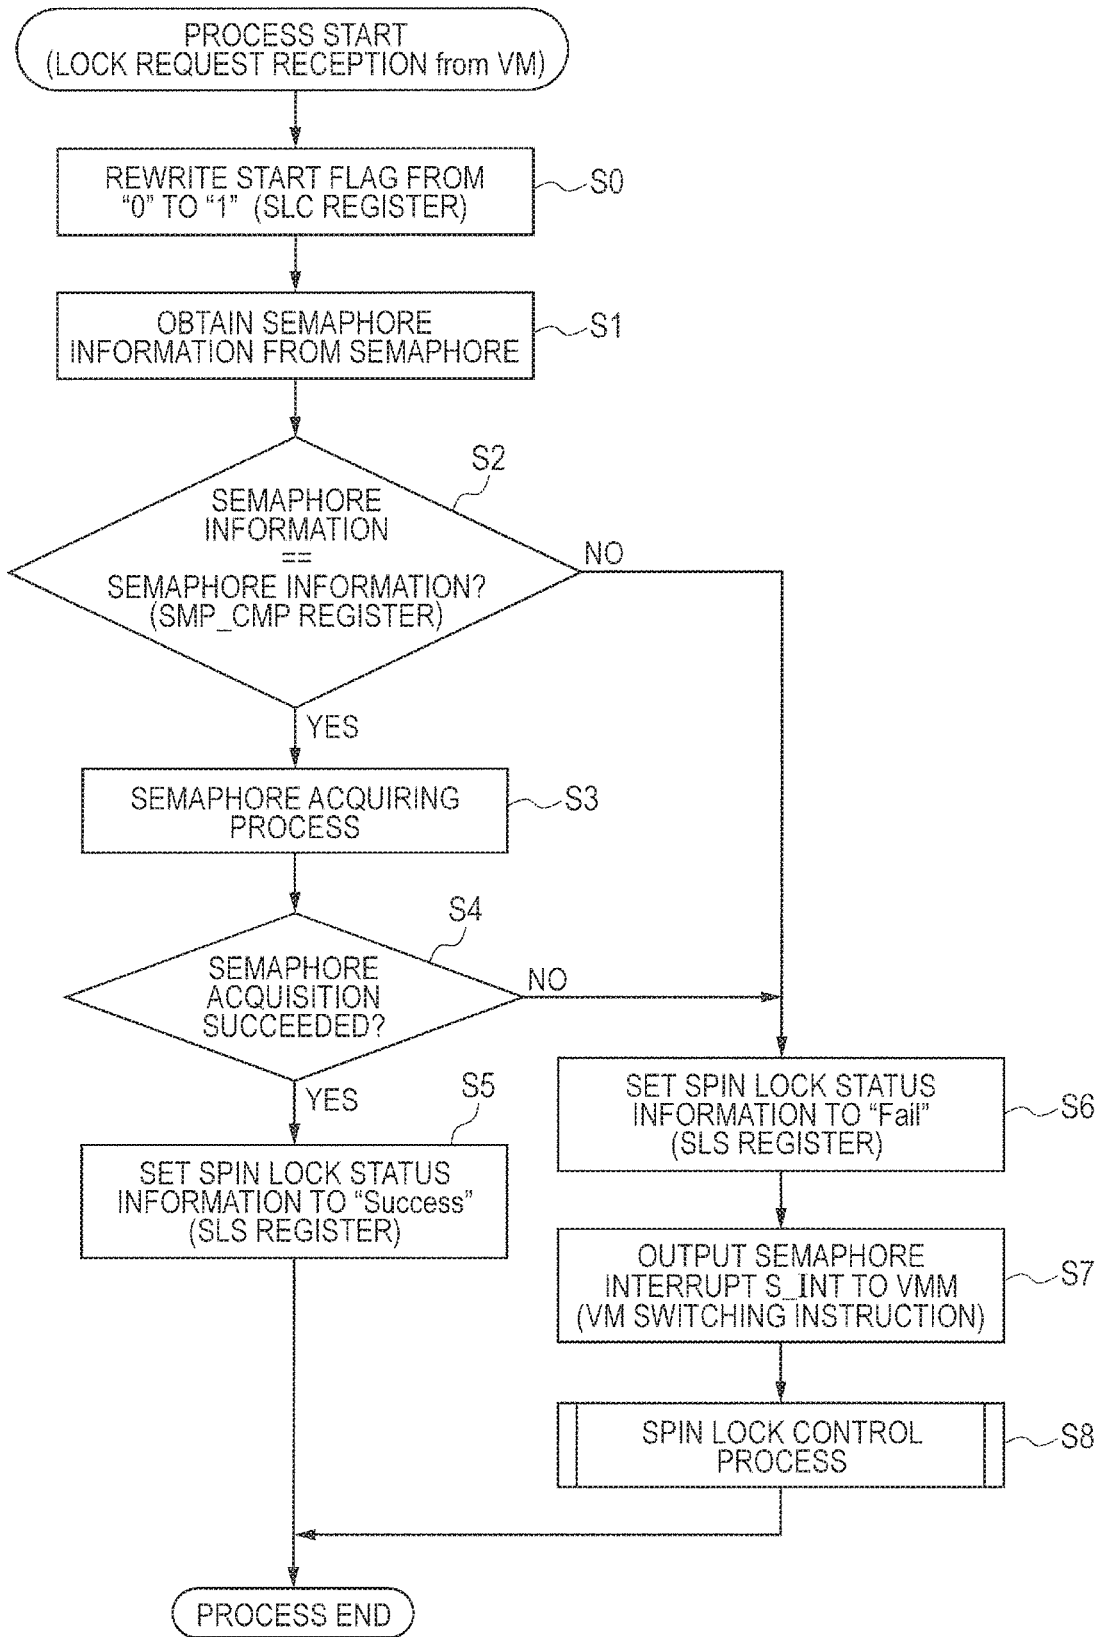 PROCESS START
(LOCK REQUEST RECEPTION from VM)
REWRITE START FLAG FROM
"0" TO "1" (SLC REGISTER)
S0
OBTAIN SEMAPHORE
INFORMATION FROM SEMAPHORE
S1
S2
SEMAPHORE
INFORMATION
==
SEMAPHORE INFORMATION?
(SMP_CMP REGISTER)
NO
YES
SEMAPHORE ACQUIRING
PROCESS
S3
S4
SEMAPHORE
ACQUISITION
SUCCEEDED?
NO
YES
S5
SET SPIN LOCK STATUS
INFORMATION TO "Success"
(SLS REGISTER)
SET SPIN LOCK STATUS
INFORMATION TO "Fail"
(SLS REGISTER)
S6
OUTPUT SEMAPHORE
INTERRUPT S_INT TO VMM
(VM SWITCHING INSTRUCTION)
S7
SPIN LOCK CONTROL
PROCESS
S8
PROCESS END